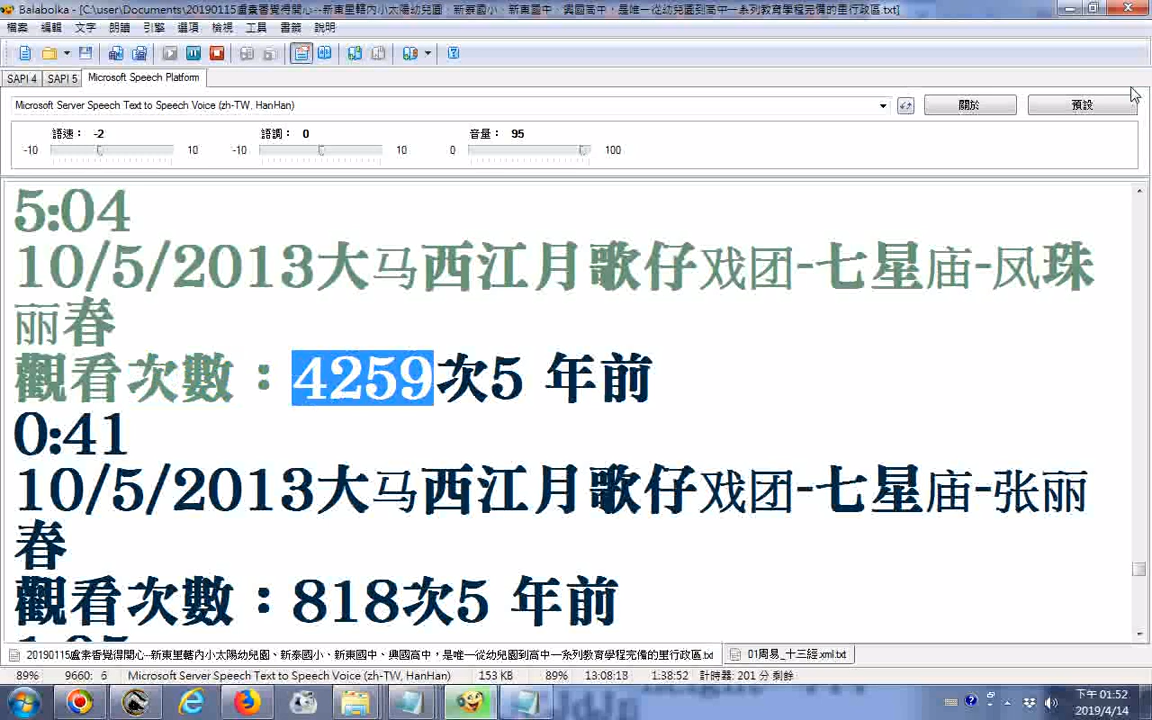 Balabolka - [C:\user\Documents\20190115盧素香覺得開心--新東里轄內小太陽幼兒園、新泰國小、新東國中、興國高中，是唯一從幼兒園到高中一系列教育學程完備的里行政區.txt]
檔案 編輯 文字 朗讀 引擎 選項 檢視 工具 書籤 說明
SAPI 4 SAPI 5 Microsoft Speech Platform
Microsoft Server Speech Text to Speech Voice (zh-TW, HanHan) 關於 預設
語速： -2 語調： 0 音量： 95
-10 10 -10 10 0 100
5:04
10/5/2013大马西江月歌仔戏团-七星庙-凤珠
丽春
觀看次數：4259次5 年前
0:41
10/5/2013大马西江月歌仔戏团-七星庙-张丽
春
觀看次數：818次5 年前
20190115盧素香覺得開心--新東里轄內小太陽幼兒園、新泰國小、新東國中、興國高中，是唯一從幼兒園到高中一系列教育學程完備的里行政區.txt 01周易_十三經.xml.txt
89% 9660: 6 Microsoft Server Speech Text to Speech Voice (zh-TW, HanHan) 153 KB 89% 13:08:18 1:38:52 計時器: 201 分 剩餘
下午 01:52
2019/4/14